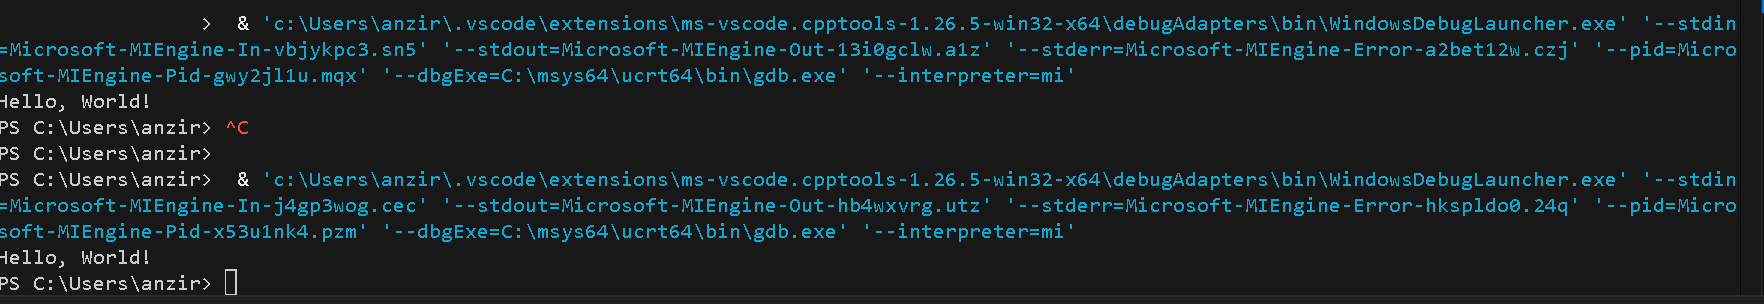 > & 'c:\Users\anzir\.vscode\extensions\ms-vscode.cpptools-1.26.5-win32-x64\debugAdapters\bin\WindowsDebugLauncher.exe' '--stdin
=Microsoft-MIEngine-In-vbjykpc3.sn5' '--stdout=Microsoft-MIEngine-Out-13i0gclw.a1z' '--stderr=Microsoft-MIEngine-Error-a2bet12w.czj' '--pid=Micro
soft-MIEngine-Pid-gwy2jl1u.mqx' '--dbgExe=C:\msys64\ucrt64\bin\gdb.exe' '--interpreter=mi'
Hello, World!
PS C:\Users\anzir> ^C
PS C:\Users\anzir>
PS C:\Users\anzir> & 'c:\Users\anzir\.vscode\extensions\ms-vscode.cpptools-1.26.5-win32-x64\debugAdapters\bin\WindowsDebugLauncher.exe' '--stdin
=Microsoft-MIEngine-In-j4gp3wog.cec' '--stdout=Microsoft-MIEngine-Out-hb4wxvrg.utz' '--stderr=Microsoft-MIEngine-Error-hkspldo0.24q' '--pid=Micro
soft-MIEngine-Pid-x53u1nk4.pzm' '--dbgExe=C:\msys64\ucrt64\bin\gdb.exe' '--interpreter=mi'
Hello, World!
PS C:\Users\anzir>